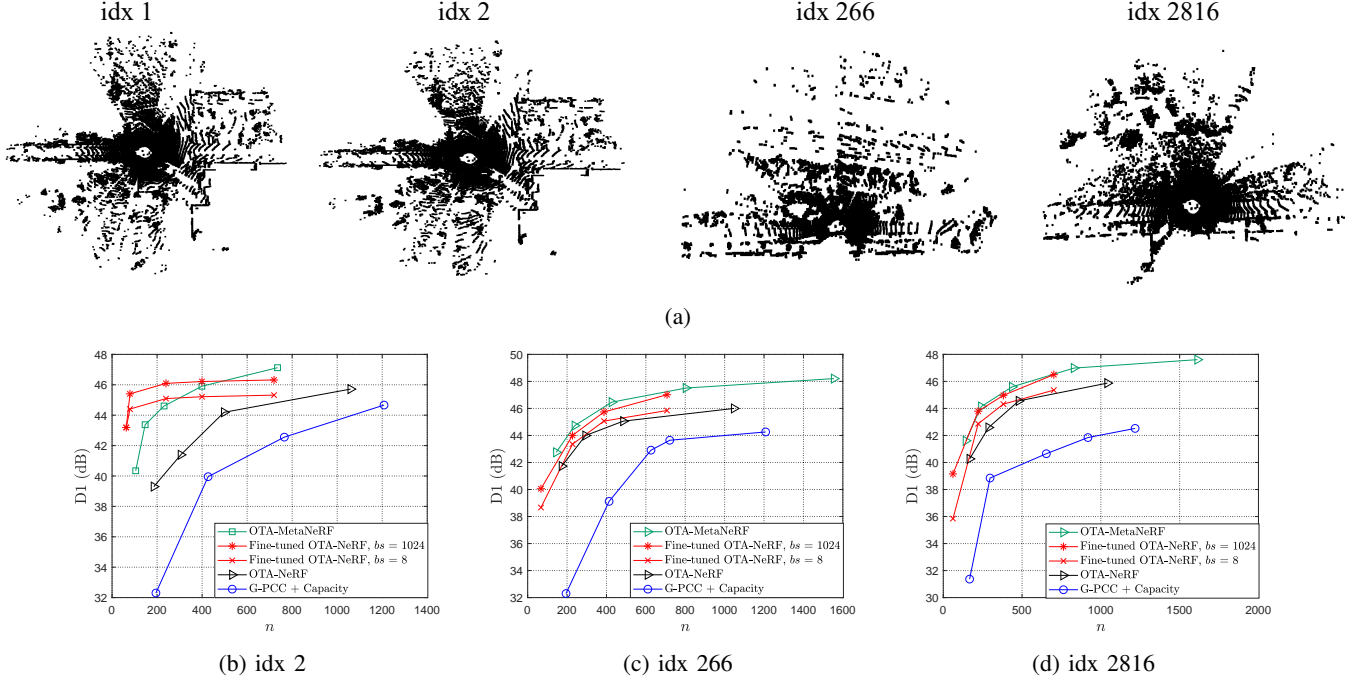 idx 1
idx 2
idx 266
idx 2816
(a)
48
46
44
42
40
38
36
34
32
D1 (dB)
0
200
400
600
800
1000
1200
1400
n
OTA-MetaNeRF
Fine-tuned OTA-NeRF, bs = 1024
Fine-tuned OTA-NeRF, bs = 8
OTA-NeRF
G-PCC + Capacity
(b) idx 2
50
48
46
44
42
40
38
36
34
32
D1 (dB)
0
200
400
600
800
1000
1200
1400
1600
n
OTA-MetaNeRF
Fine-tuned OTA-NeRF, bs = 1024
Fine-tuned OTA-NeRF, bs = 8
OTA-NeRF
G-PCC + Capacity
(c) idx 266
48
46
44
42
40
38
36
34
32
30
D1 (dB)
0
500
1000
1500
2000
n
OTA-MetaNeRF
Fine-tuned OTA-NeRF, bs = 1024
Fine-tuned OTA-NeRF, bs = 8
OTA-NeRF
G-PCC + Capacity
(d) idx 2816